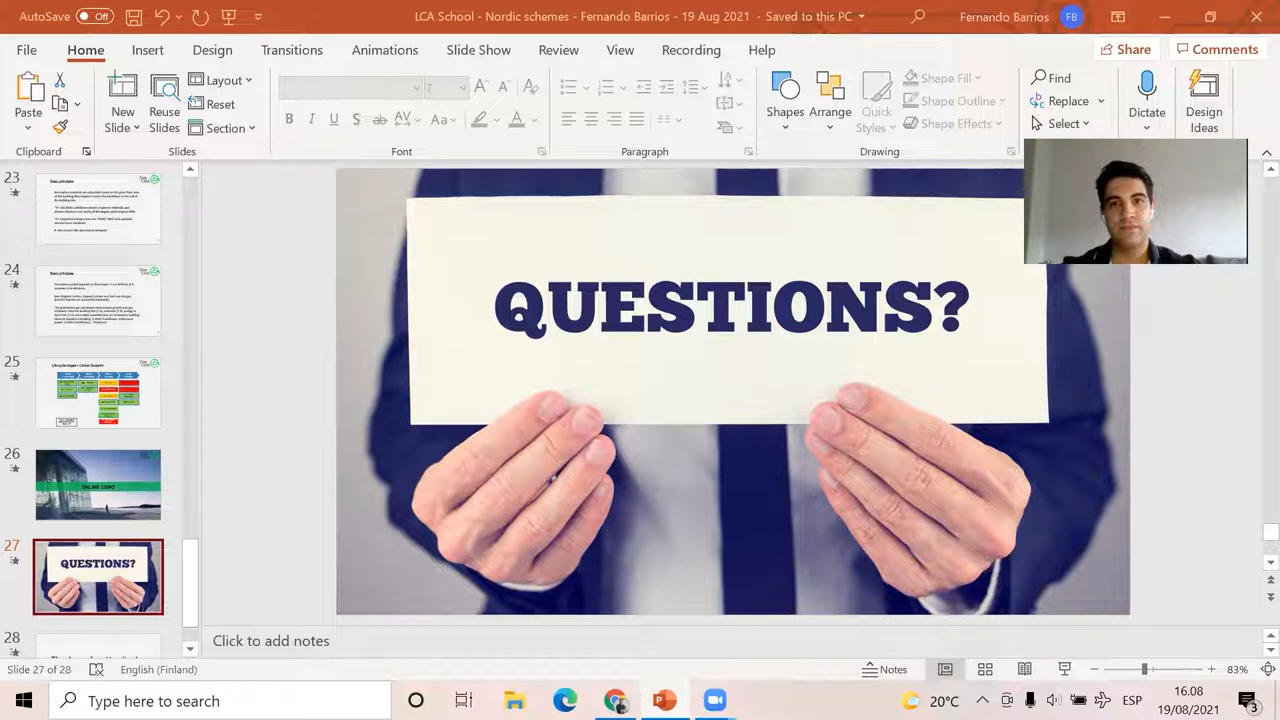 AutoSave Off LCA School - Nordic schemes - Fernando Barrios - 19 Aug 2021 - Saved to this PC Fernando Barrios FB
File Home Insert Design Transitions Animations Slide Show Review View Recording Help Share Comments
Paste New Slide Reuse Slides Layout Reset Section Shapes Arrange Quick Styles Shape Fill Shape Outline Shape Effects Find Replace Select Dictate Design Ideas
Clipboard Slides Font Paragraph Drawing
23
24
25
26
ONLINE DEMO
27
QUESTIONS?
28
QUESTIONS?
Click to add notes
Slide 27 of 28 English (Finland) Notes 83%
Type here to search 20°C ESP 16.08
19/08/2021 3